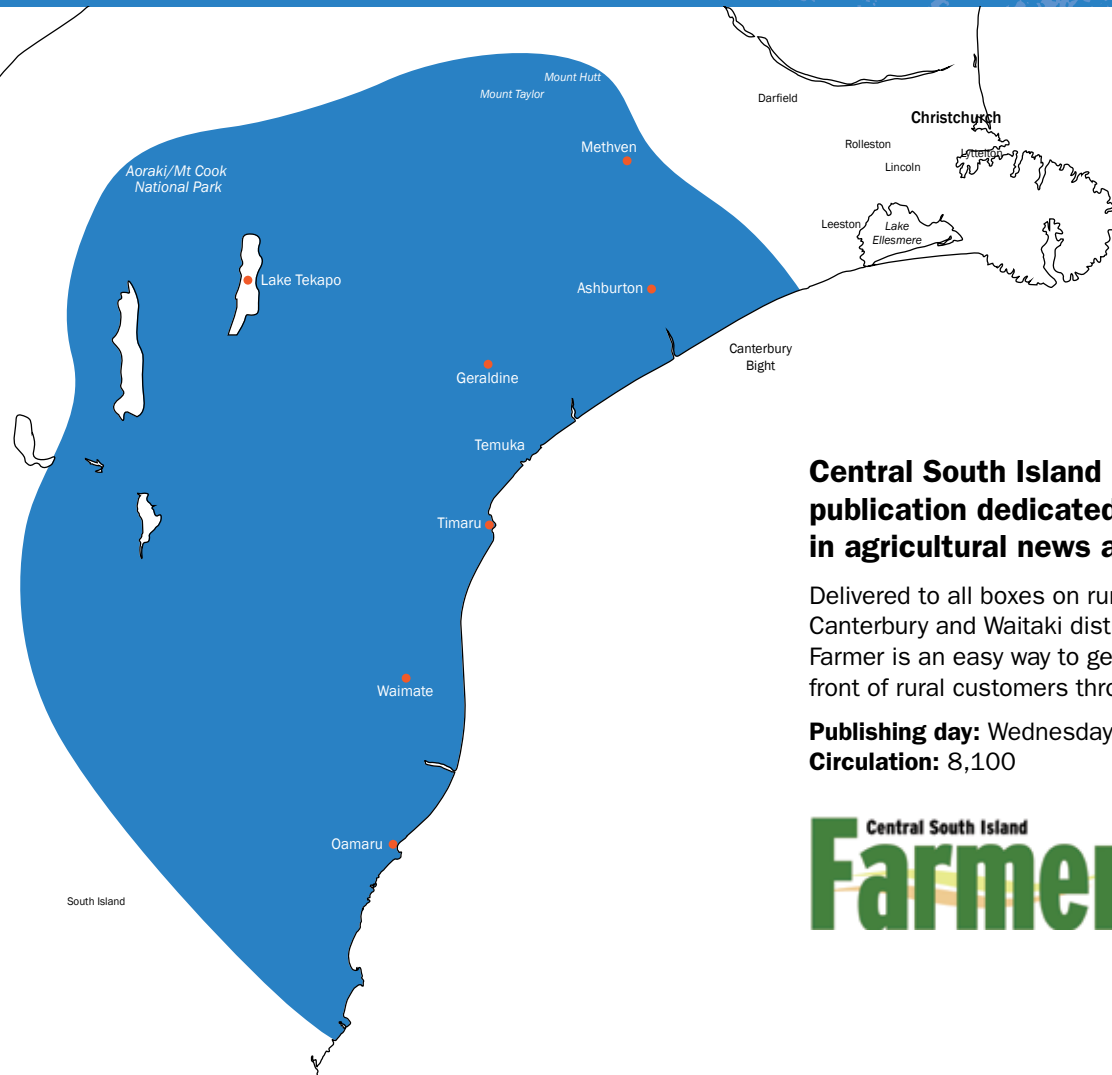 Mount Hutt
Mount Taylor
Darfield
Christchurch
Methven
Rolleston
Lyttelton
Lincoln
Aoraki/Mt Cook
National Park
Leeston
Lake
Ellesmere
Lake Tekapo
Ashburton
Canterbury
Bight
Geraldine
Temuka
Timaru
Waimate
Oamaru
South Island
Central South Island
publication dedicated
in agricultural news a
Delivered to all boxes on rur
Canterbury and Waitaki dist
Farmer is an easy way to ge
front of rural customers thro
Publishing day: Wednesday
Circulation: 8,100
Central South Island
Farmer